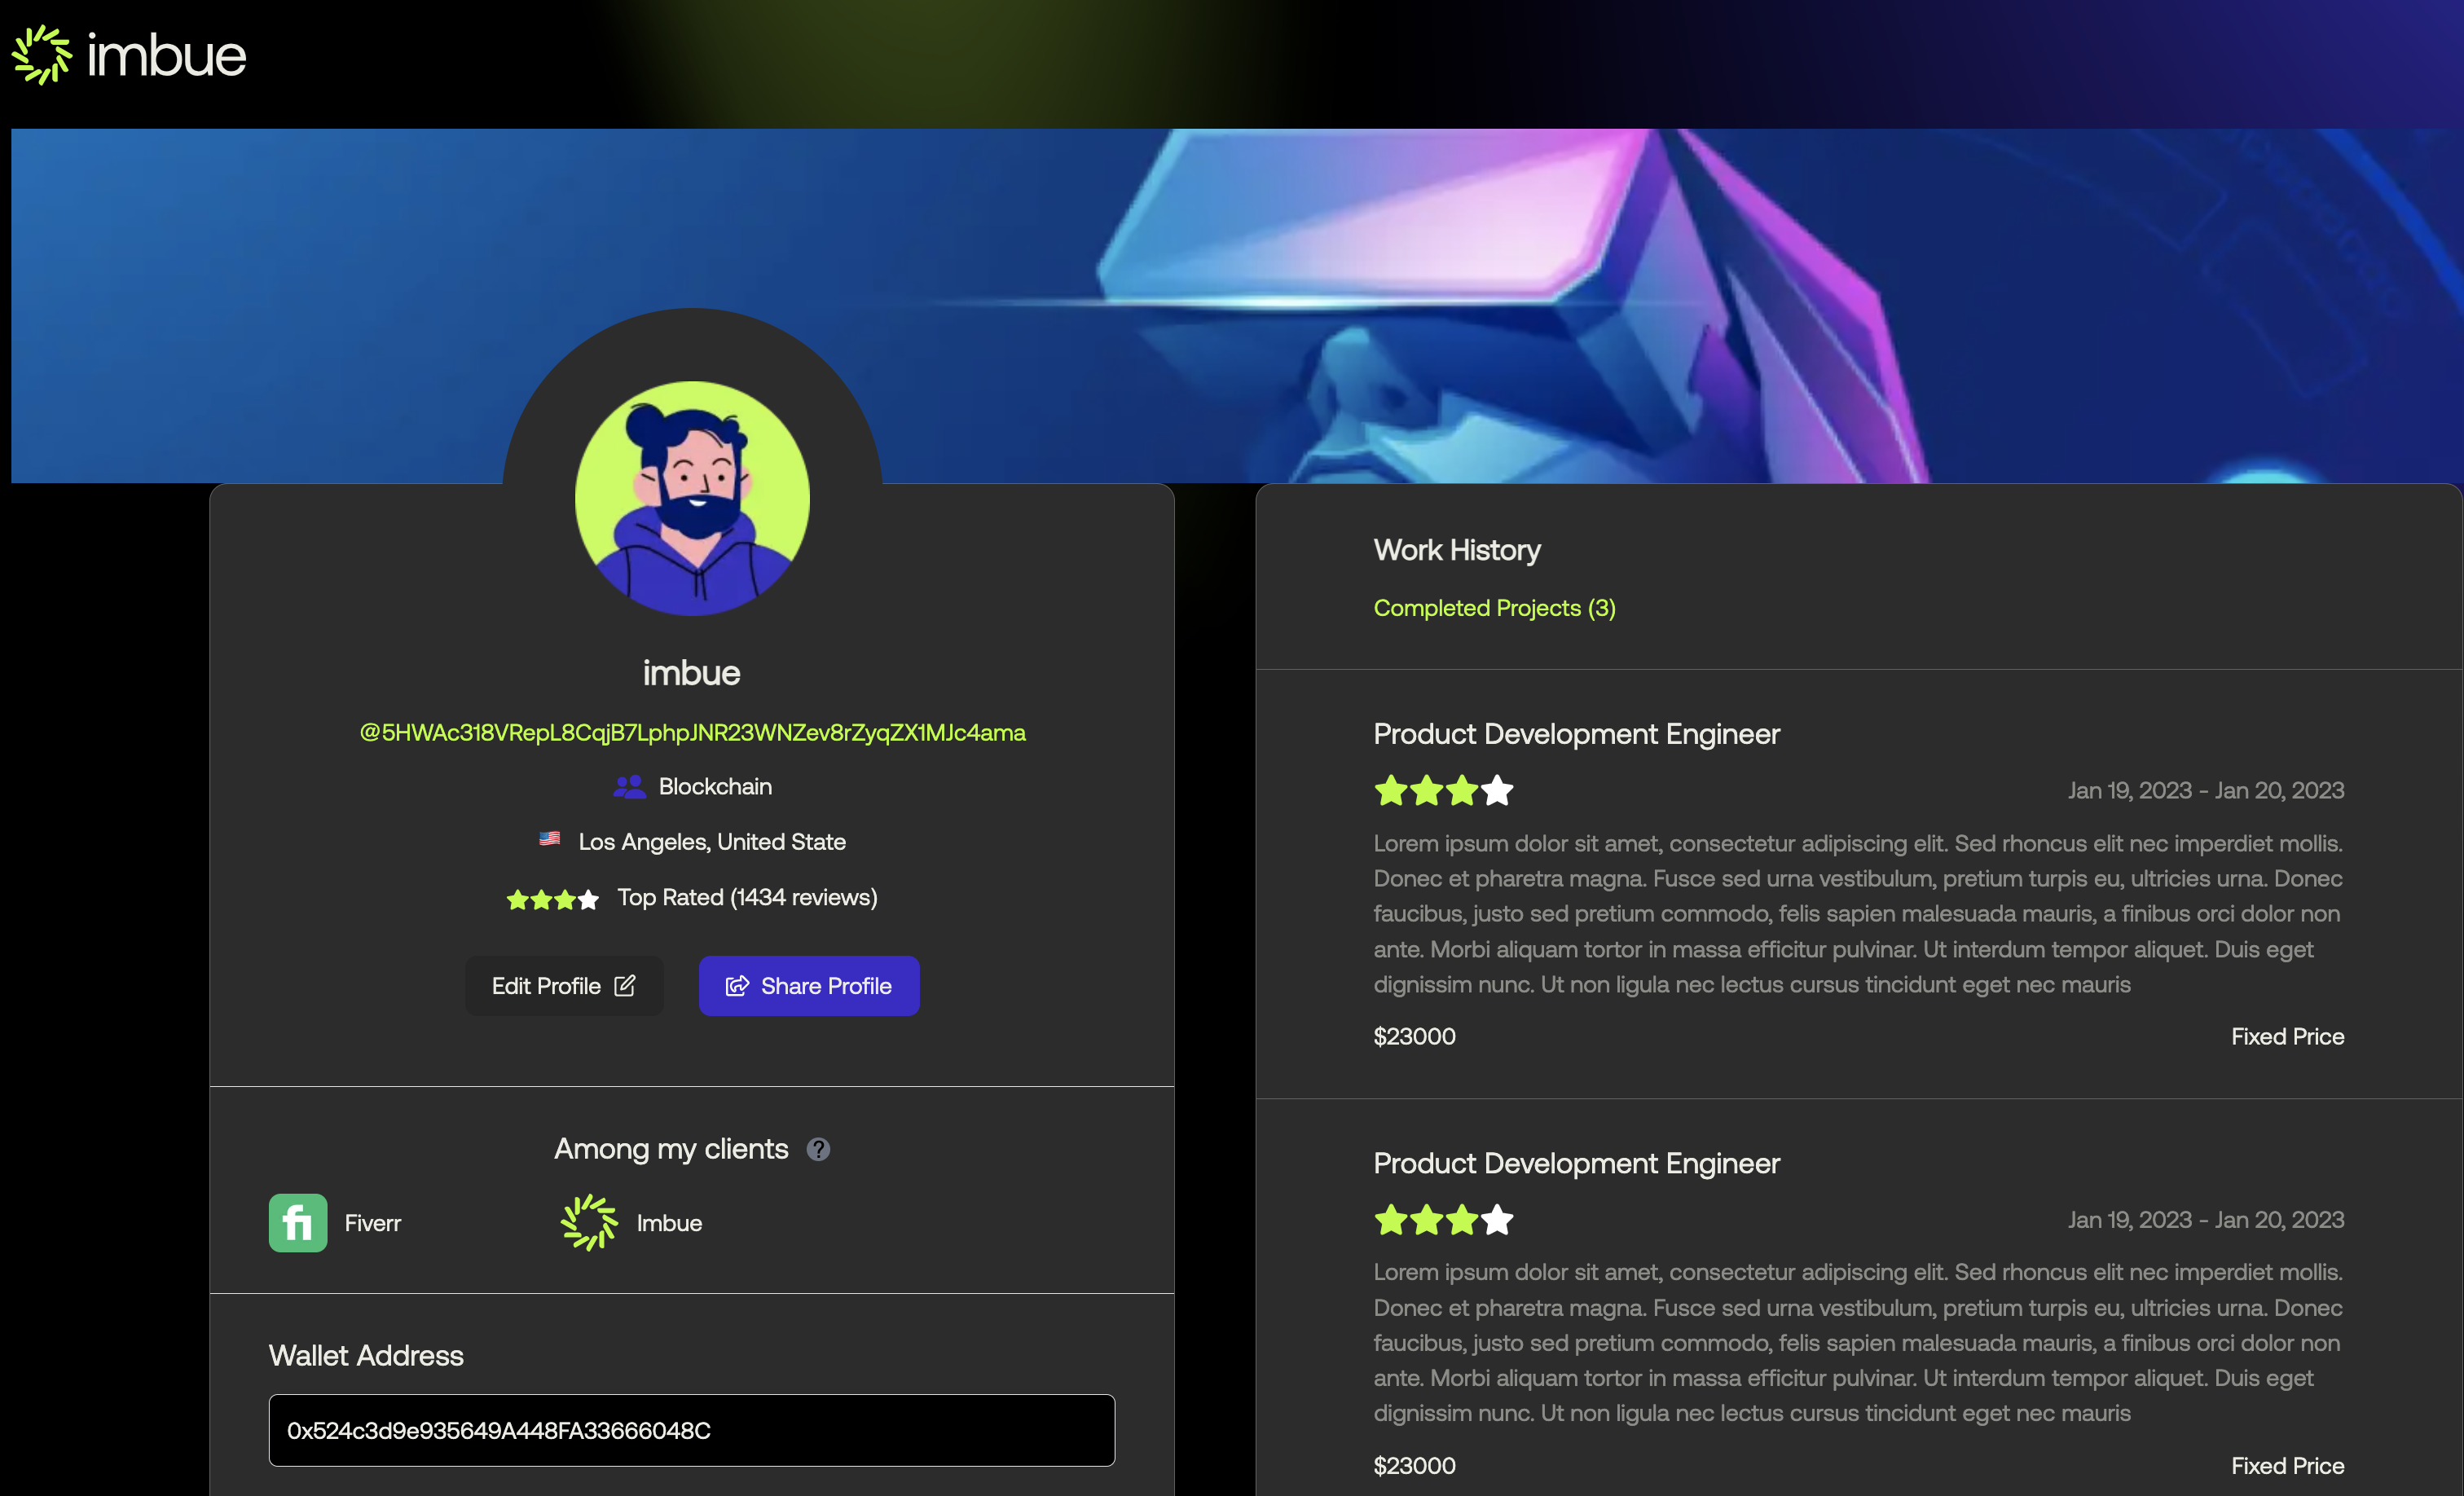 imbue
imbue
@5HWAc318VRepL8CqjB7LphpJNR23WNZev8rZyqZX1MJc4ama
Blockchain
Los Angeles, United State
Top Rated (1434 reviews)
Edit Profile
Share Profile
Among my clients ?
Fiverr
Imbue
Wallet Address
0x524c3d9e935649A448FA33666048C
Work History
Completed Projects (3)
Product Development Engineer
Jan 19, 2023 - Jan 20, 2023
Lorem ipsum dolor sit amet, consectetur adipiscing elit. Sed rhoncus elit nec imperdiet mollis.
Donec et pharetra magna. Fusce sed urna vestibulum, pretium turpis eu, ultricies urna. Donec
faucibus, justo sed pretium commodo, felis sapien malesuada mauris, a finibus orci dolor non
ante. Morbi aliquam tortor in massa efficitur pulvinar. Ut interdum tempor aliquet. Duis eget
dignissim nunc. Ut non ligula nec lectus cursus tincidunt eget nec mauris
$23000
Fixed Price
Product Development Engineer
Jan 19, 2023 - Jan 20, 2023
Lorem ipsum dolor sit amet, consectetur adipiscing elit. Sed rhoncus elit nec imperdiet mollis.
Donec et pharetra magna. Fusce sed urna vestibulum, pretium turpis eu, ultricies urna. Donec
faucibus, justo sed pretium commodo, felis sapien malesuada mauris, a finibus orci dolor non
ante. Morbi aliquam tortor in massa efficitur pulvinar. Ut interdum tempor aliquet. Duis eget
dignissim nunc. Ut non ligula nec lectus cursus tincidunt eget nec mauris
$23000
Fixed Price